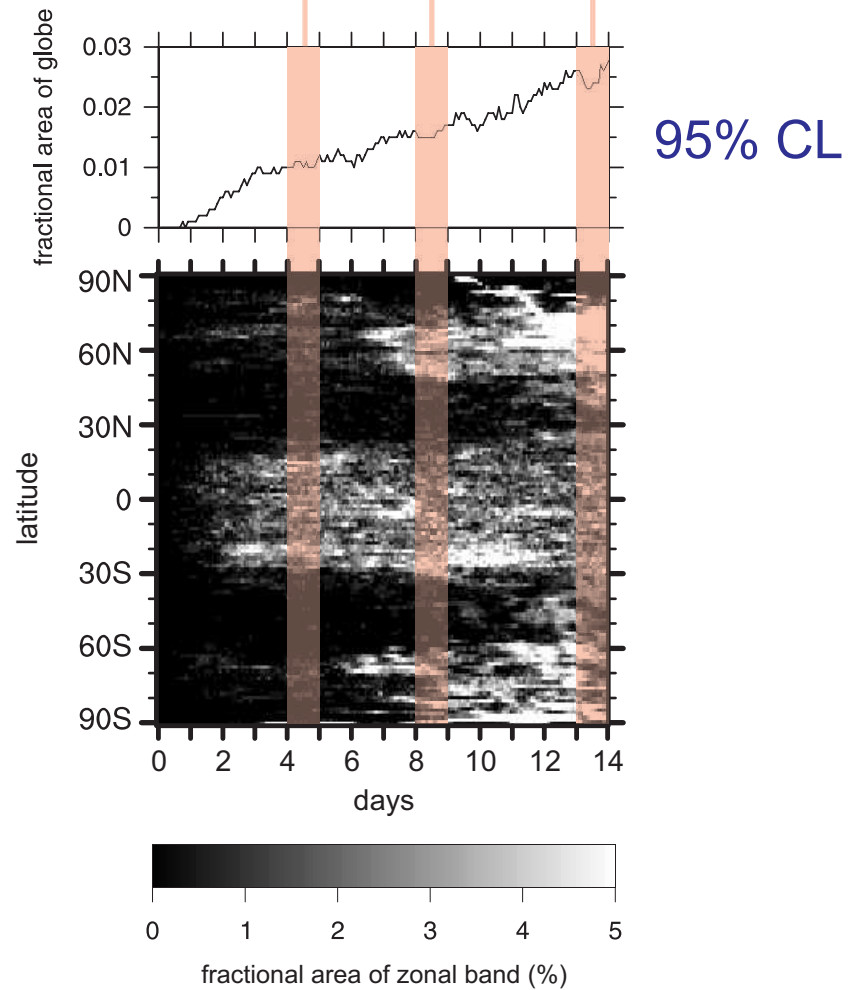 fractional area of globe
0.03
0.02
0.01
0
95% CL
latitude
90N
60N
30N
0
30S
60S
90S
0 2 4 6 8 10 12 14
days
0 1 2 3 4 5
fractional area of zonal band (%)